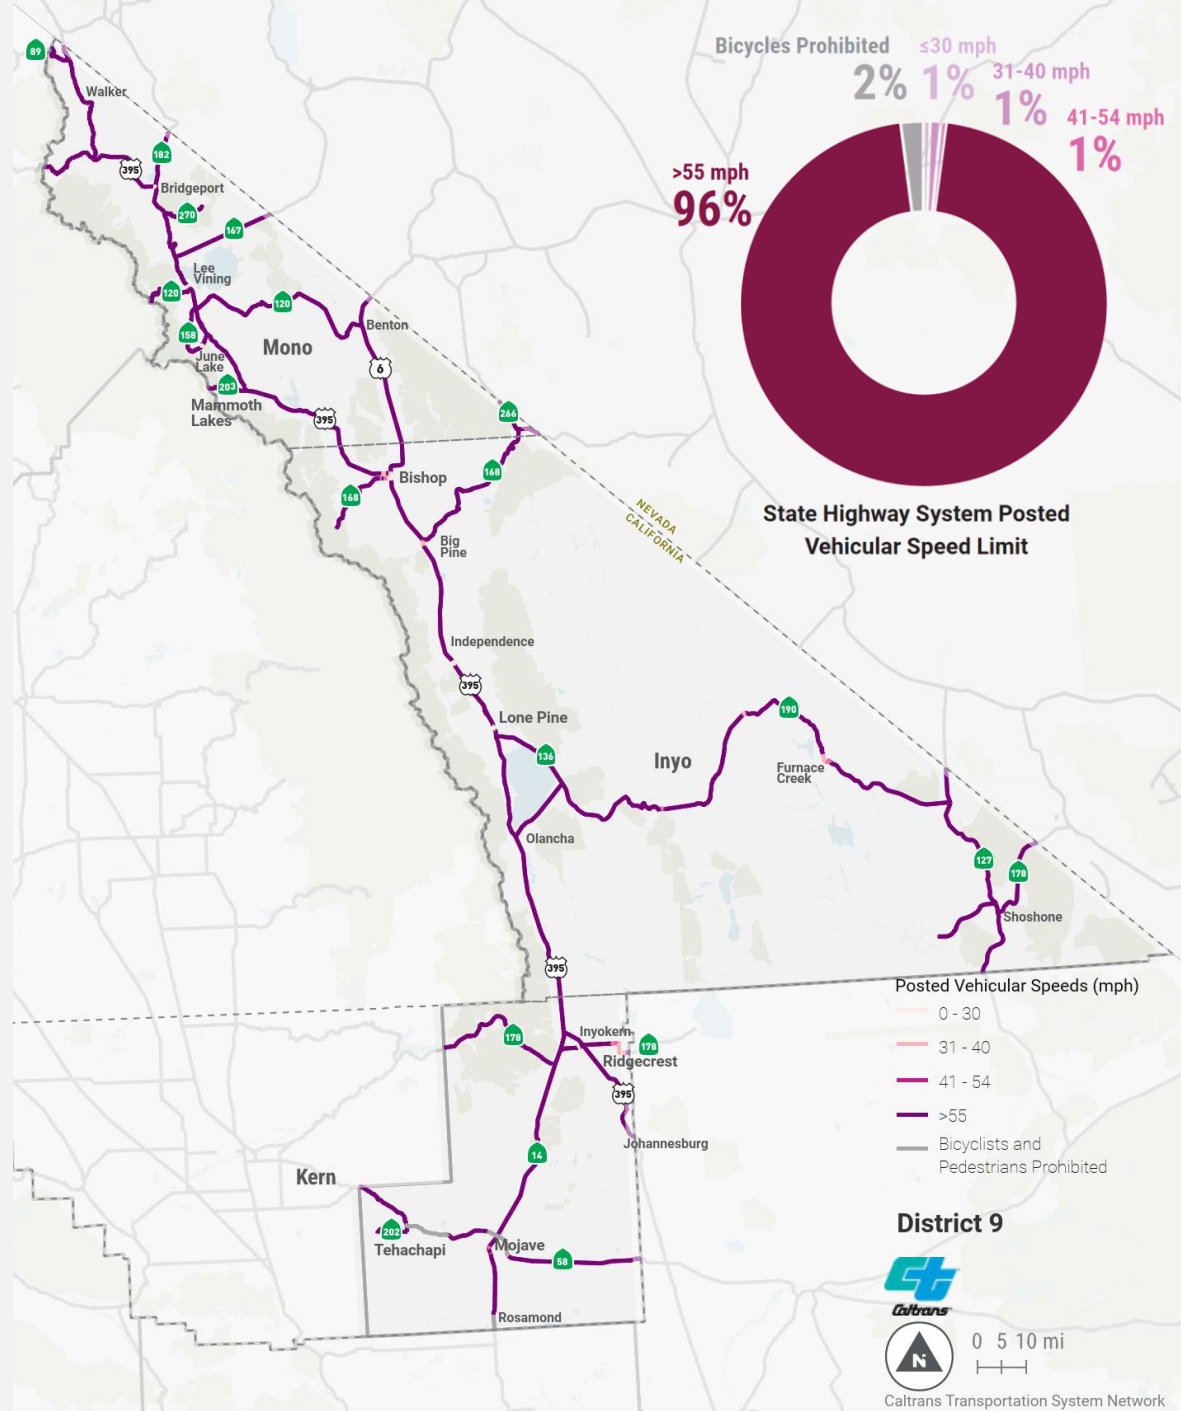 Bicycles Prohibited
2%
≤30 mph
1%
31-40 mph
1%
41-54 mph
1%
>55 mph
96%
State Highway System Posted
Vehicular Speed Limit
89
Walker
182
395
Bridgeport
270
167
Lee
Vining
120
120
158
Benton
Mono
June
Lake
6
203
Mammoth
Lakes
395
266
168
Bishop
168
NEVADA
CALIFORNIA
Big
Pine
Independence
395
Lone Pine
190
136
Inyo
Furnace
Creek
Olancha
127
178
Shoshone
395
Inyokern
178
178
Ridgecrest
395
Johannesburg
14
Kern
202
Tehachapi
Mojave
58
Rosamond
Posted Vehicular Speeds (mph)
0 - 30
31 - 40
41 - 54
>55
Bicyclists and
Pedestrians Prohibited
District 9
ct
Caltrans
N
0 5 10 mi
Caltrans Transportation System Network